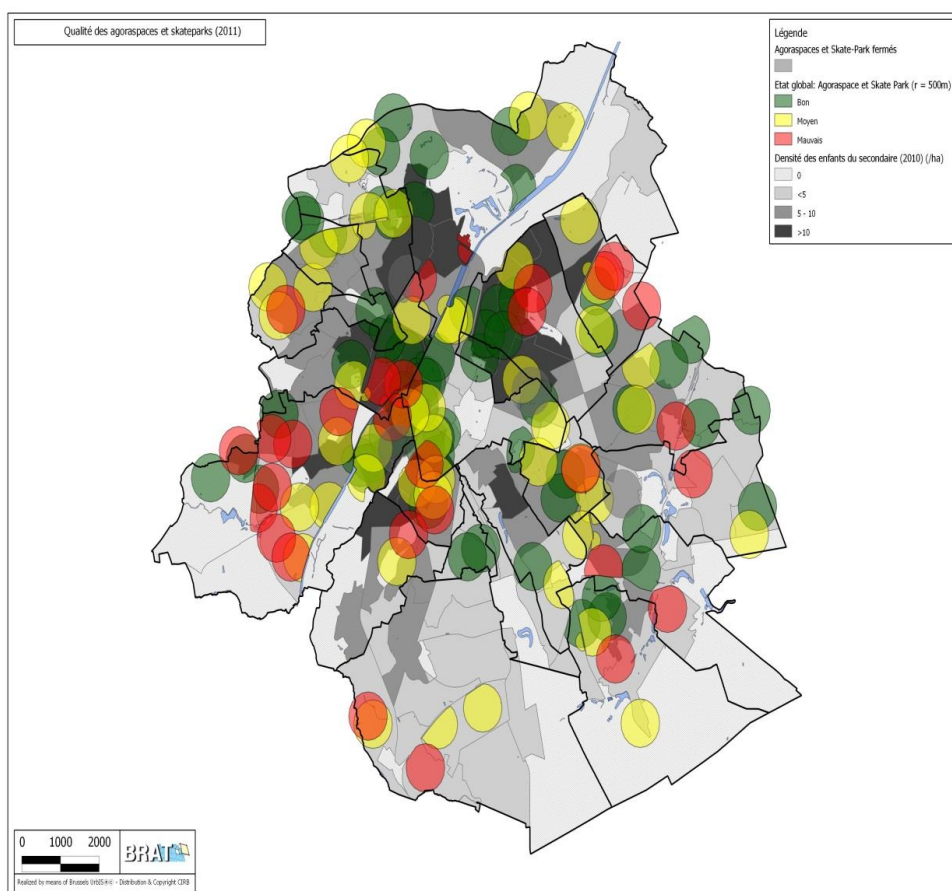 Qualité des agoraspaces et skateparks (2011)
Légende
Agoraspaces et Skate-Park fermés
Etat global: Agoraspace et Skate Park (r = 500m)
Bon
Moyen
Mauvais
Densité des enfants du secondaire (2010) (/ha)
0
<5
5 - 10
>10
0 1000 2000
BRAT
Realized by means of Brussels UrbIS - Distribution & Copyright CIRB